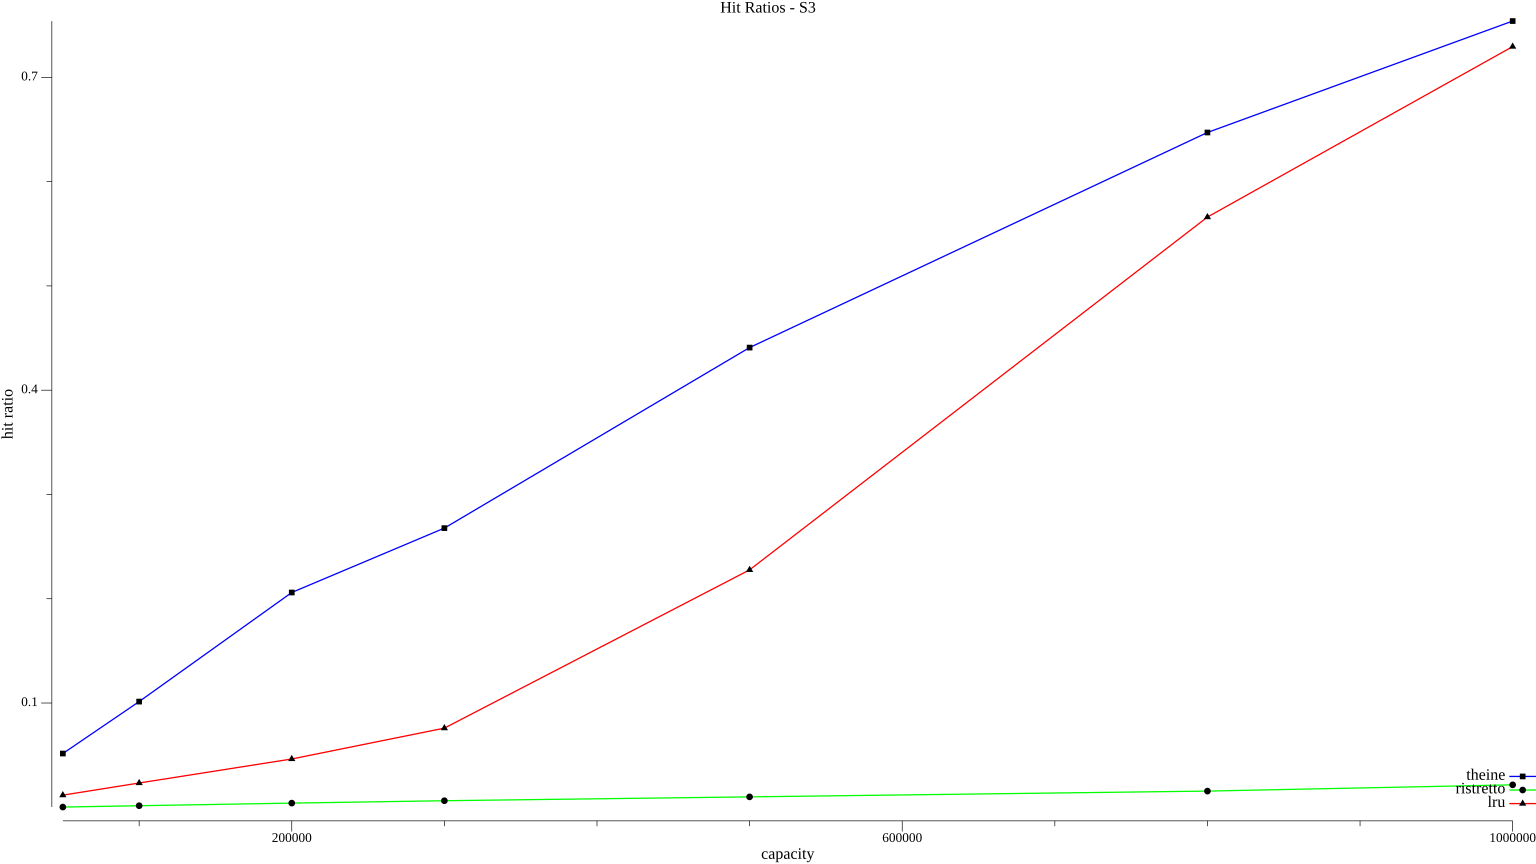 Hit Ratios - S3
0.7
0.4
0.1
hit ratio
theine
ristretto
lru
200000
600000
1000000
capacity